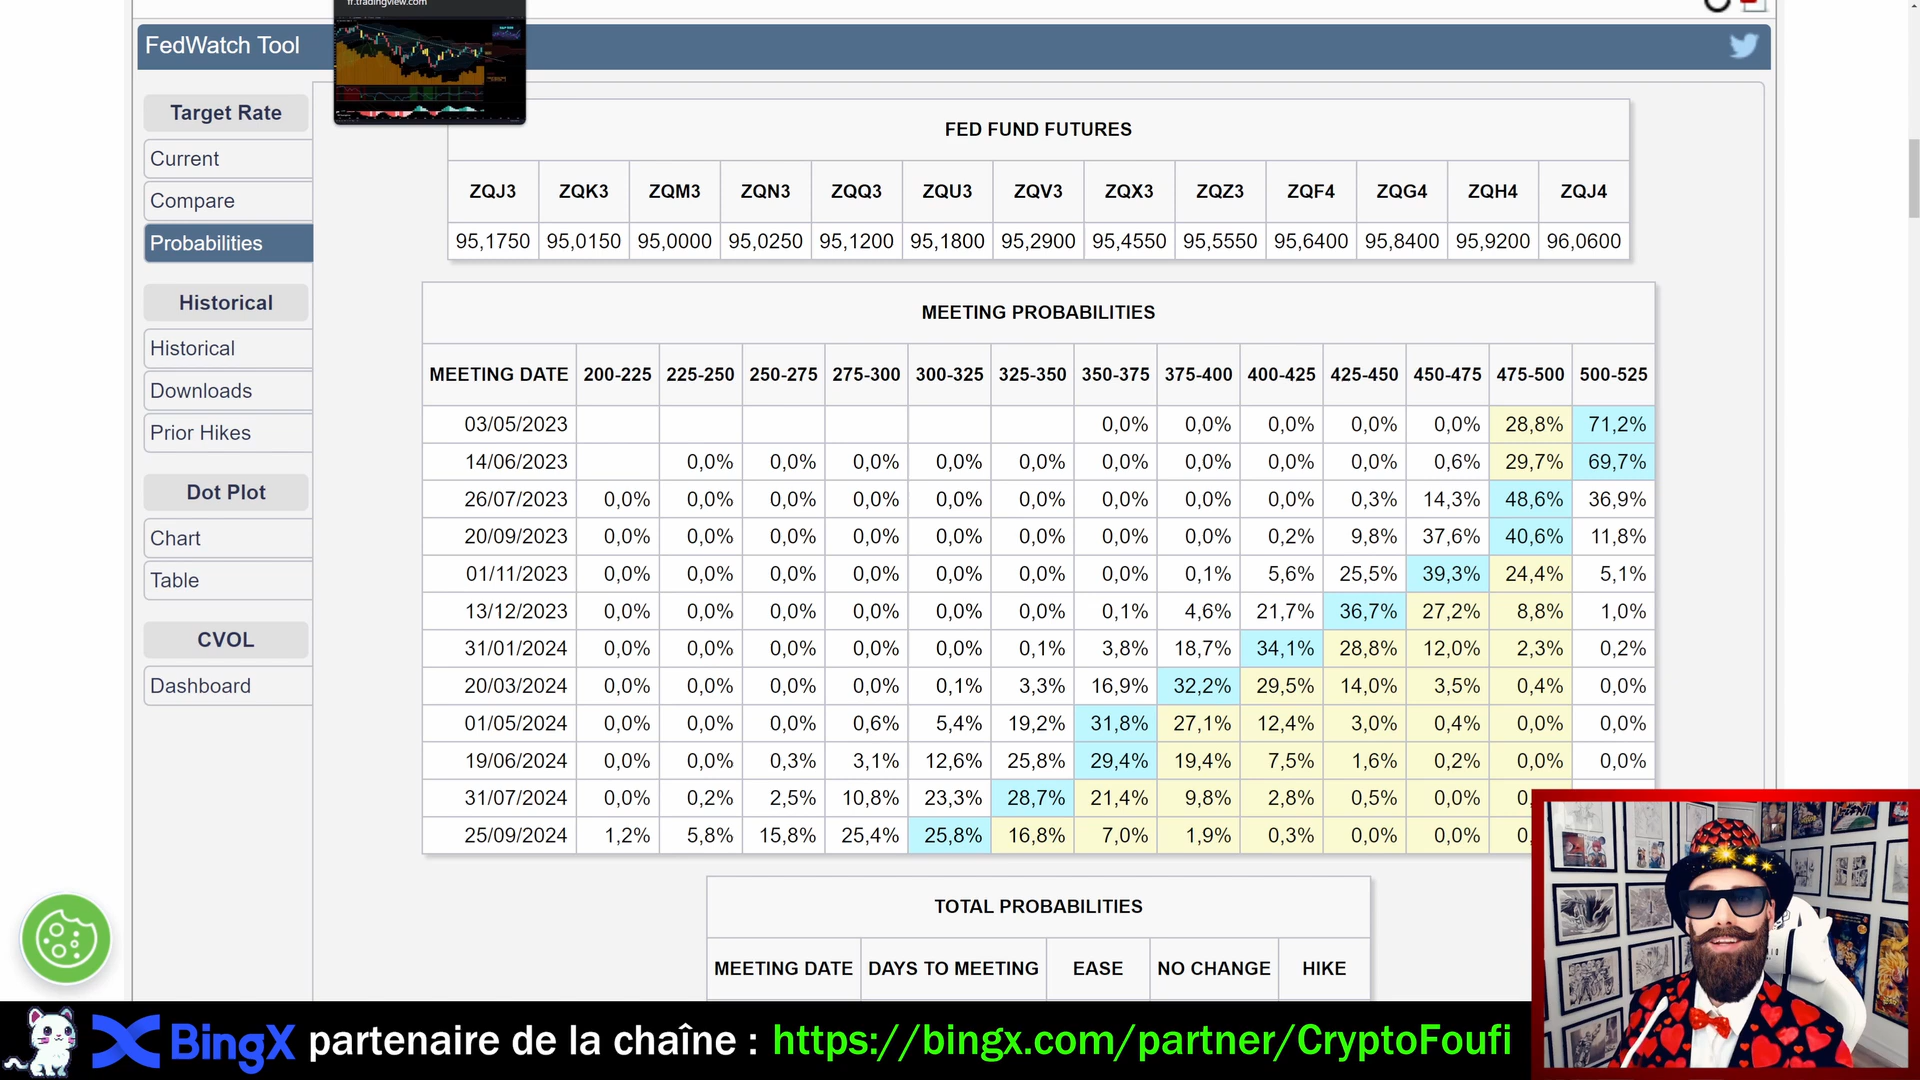 fr.tradingview.com
FedWatch Tool
Target Rate
Current
Compare
Probabilities
Historical
Historical
Downloads
Prior Hikes
Dot Plot
Chart
Table
CVOL
Dashboard
FED FUND FUTURES
ZQJ3 ZQK3 ZQM3 ZQN3 ZQQ3 ZQU3 ZQV3 ZQX3 ZQZ3 ZQF4 ZQG4 ZQH4 ZQJ4
95,1750 95,0150 95,0000 95,0250 95,1200 95,1800 95,2900 95,4550 95,5550 95,6400 95,8400 95,9200 96,0600
MEETING PROBABILITIES
MEETING DATE 200-225 225-250 250-275 275-300 300-325 325-350 350-375 375-400 400-425 425-450 450-475 475-500 500-525
03/05/2023 0,0% 0,0% 0,0% 0,0% 0,0% 28,8% 71,2%
14/06/2023 0,0% 0,0% 0,0% 0,0% 0,0% 0,0% 0,0% 0,0% 0,0% 0,6% 29,7% 69,7%
26/07/2023 0,0% 0,0% 0,0% 0,0% 0,0% 0,0% 0,0% 0,0% 0,0% 0,3% 14,3% 48,6% 36,9%
20/09/2023 0,0% 0,0% 0,0% 0,0% 0,0% 0,0% 0,0% 0,0% 0,2% 9,8% 37,6% 40,6% 11,8%
01/11/2023 0,0% 0,0% 0,0% 0,0% 0,0% 0,0% 0,0% 0,1% 5,6% 25,5% 39,3% 24,4% 5,1%
13/12/2023 0,0% 0,0% 0,0% 0,0% 0,0% 0,0% 0,1% 4,6% 21,7% 36,7% 27,2% 8,8% 1,0%
31/01/2024 0,0% 0,0% 0,0% 0,0% 0,0% 0,1% 3,8% 18,7% 34,1% 28,8% 12,0% 2,3% 0,2%
20/03/2024 0,0% 0,0% 0,0% 0,0% 0,1% 3,3% 16,9% 32,2% 29,5% 14,0% 3,5% 0,4% 0,0%
01/05/2024 0,0% 0,0% 0,0% 0,6% 5,4% 19,2% 31,8% 27,1% 12,4% 3,0% 0,4% 0,0% 0,0%
19/06/2024 0,0% 0,0% 0,3% 3,1% 12,6% 25,8% 29,4% 19,4% 7,5% 1,6% 0,2% 0,0% 0,0%
31/07/2024 0,0% 0,2% 2,5% 10,8% 23,3% 28,7% 21,4% 9,8% 2,8% 0,5% 0,0% 0,
25/09/2024 1,2% 5,8% 15,8% 25,4% 25,8% 16,8% 7,0% 1,9% 0,3% 0,0% 0,0% 0,
TOTAL PROBABILITIES
MEETING DATE DAYS TO MEETING EASE NO CHANGE HIKE
BingX partenaire de la chaîne : https://bingx.com/partner/CryptoFoufi